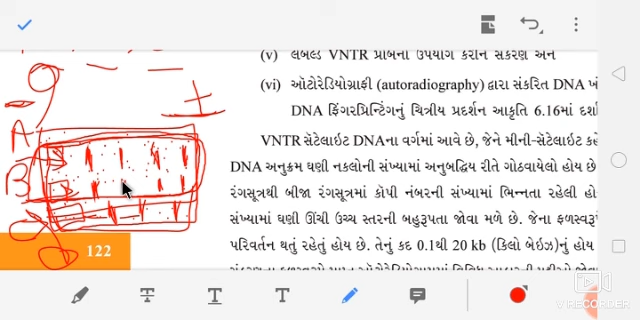 (v) લેબલ્ડ VNTR પ્રોબનો ઉપયોગ કરીને સંકરણ અને
(vi) ઑટોરેડિયોગ્રાફી (autoradiography) દ્વારા સંકરિત DNA
DNA ફિંગરપ્રિન્ટિંગનું ચિત્રીય પ્રદર્શન આકૃતિ 6.16માં
VNTR સૅટેલાઇટ DNAના વર્ગમાં આવે છે, જેને મીની-સૅટેલાઇટ
DNA અનુક્રમ ઘણી નકલોની સંખ્યામાં અનુબદ્ધિય રીતે ગોઠવાયેલો હોય છે
રંગસૂત્રથી બીજા રંગસૂત્રમાં કૉપી નંબરની સંખ્યામાં ભિન્નતા રહેલી
સંખ્યામાં ઘણી ઊંચી ઉચ્ચ સ્તરની બહુરૂપતા જોવા મળે છે. જેના
પરિવર્તન થતું રહેતું હોય છે. તેનું કદ 0.1થી 20 kb (કિલો બેઇઝ)નું હોય
A
B
122
V RECORDER